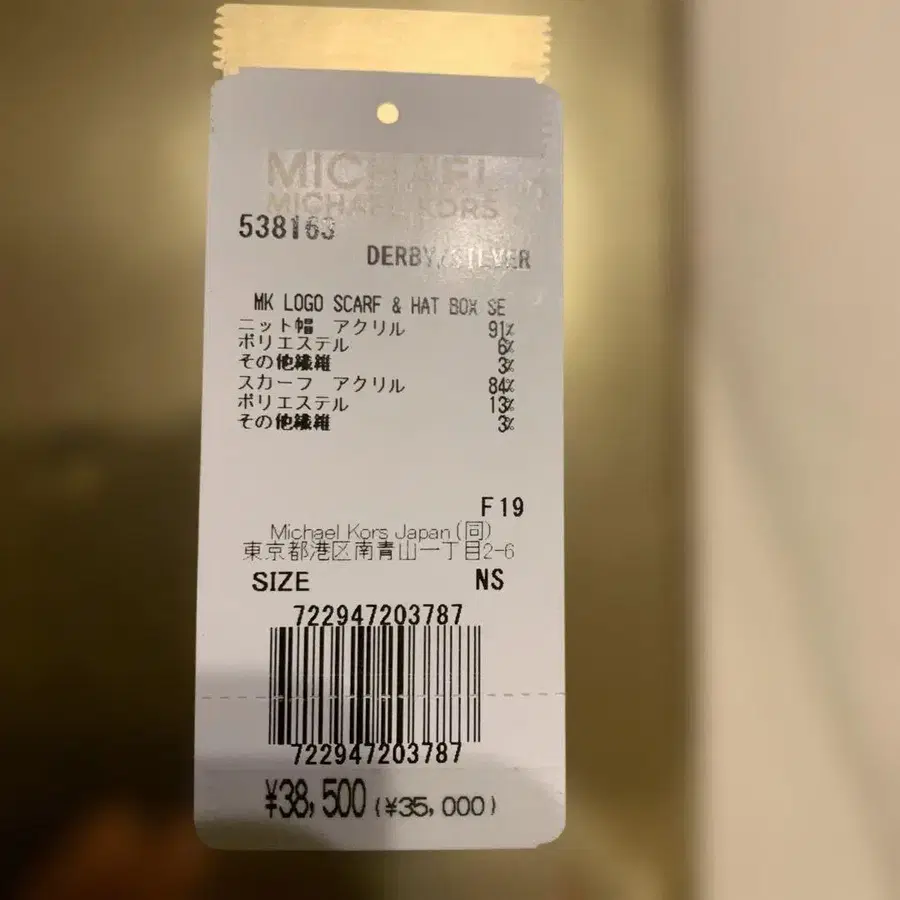 MICHAEL
MICHAEL KORS
538163
DERBY/SILVER
MK LOGO SCARF & HAT BOX SE
ニット帽 アクリル 91%
ポリエステル 6%
その他繊維 3%
スカーフ アクリル 84%
ポリエステル 13%
その他繊維 3%
F19
Michael Kors Japan(同)
東京都港区南青山一丁目2-6
SIZE NS
722947203787
722947203787
¥38,500 (¥35,000)